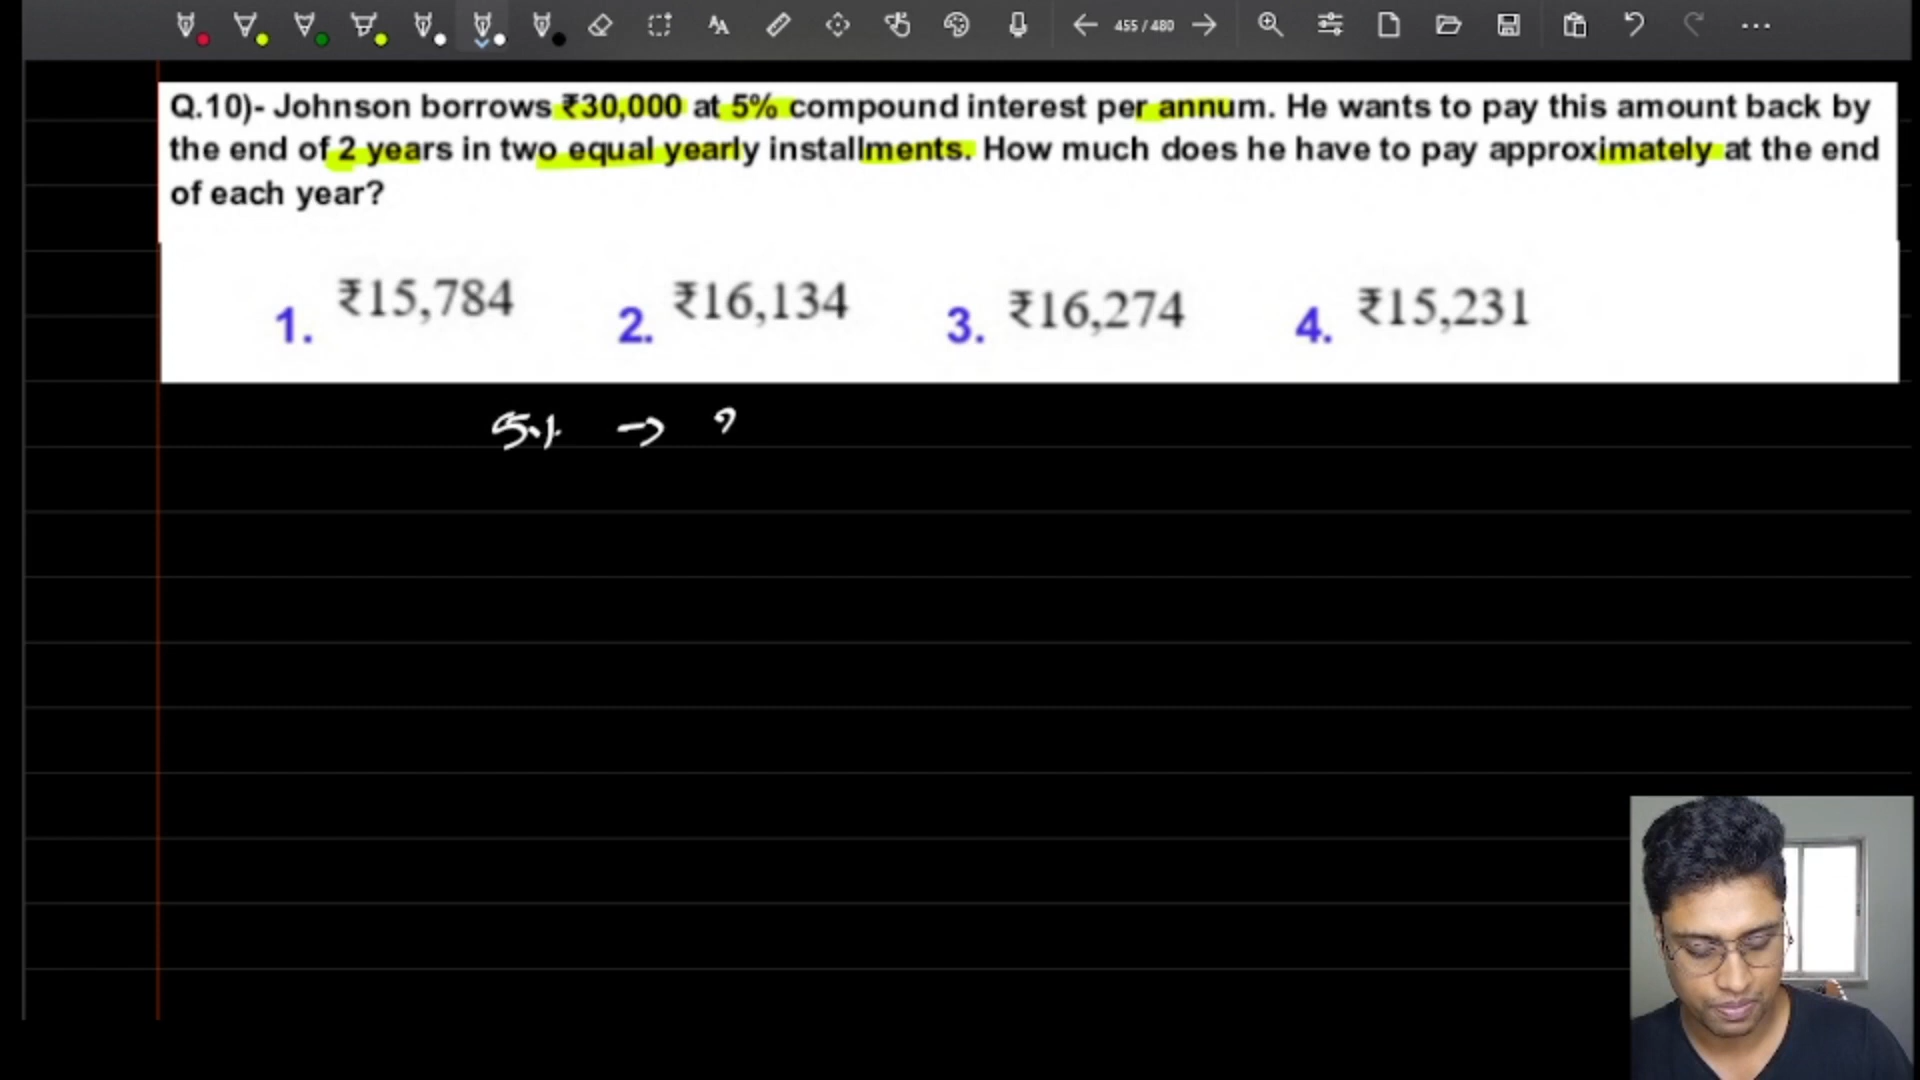 455 / 480
Q.10)- Johnson borrows ₹30,000 at 5% compound interest per annum. He wants to pay this amount back by
the end of 2 years in two equal yearly installments. How much does he have to pay approximately at the end
of each year?
1. ₹15,784 2. ₹16,134 3. ₹16,274 4. ₹15,231
5% →